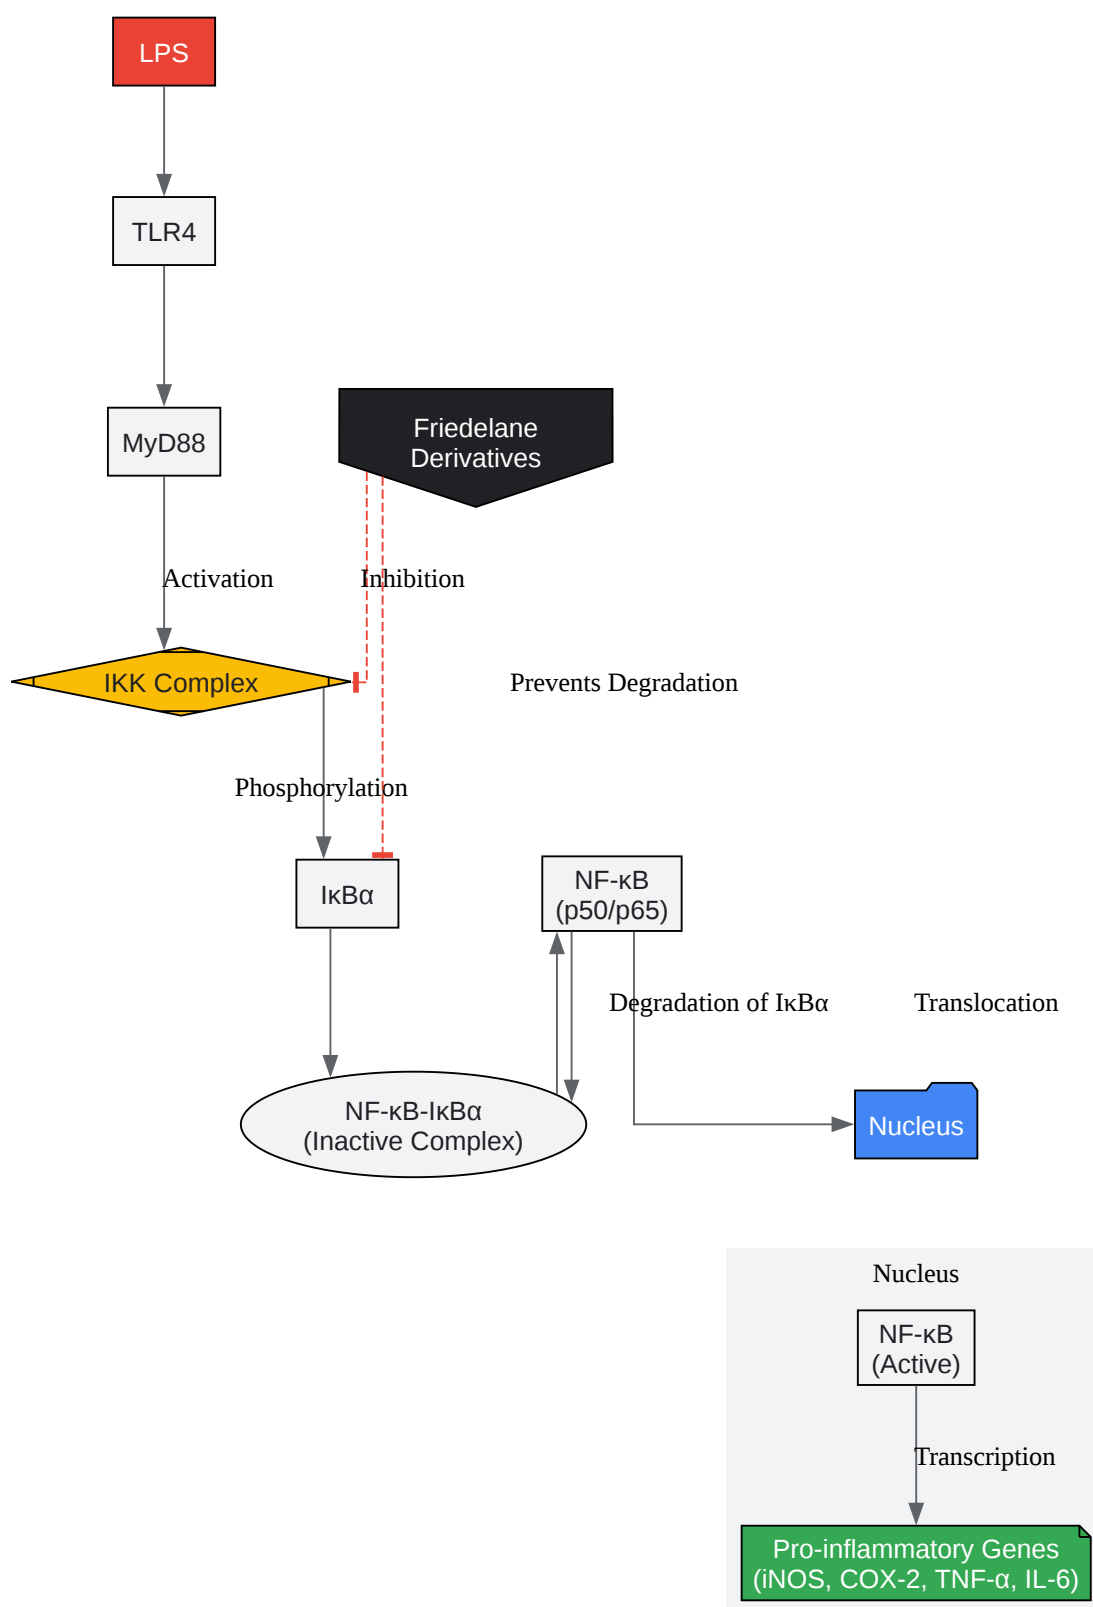 LPS
TLR4
MyD88
Friedelane
Derivatives
Activation
Inhibition
IKK Complex
Prevents Degradation
Phosphorylation
IκBα
NF-κB
(p50/p65)
Degradation of IκBα
Translocation
NF-κB-IκBα
(Inactive Complex)
Nucleus
Nucleus
NF-κB
(Active)
Transcription
Pro-inflammatory Genes
(iNOS, COX-2, TNF-α, IL-6)